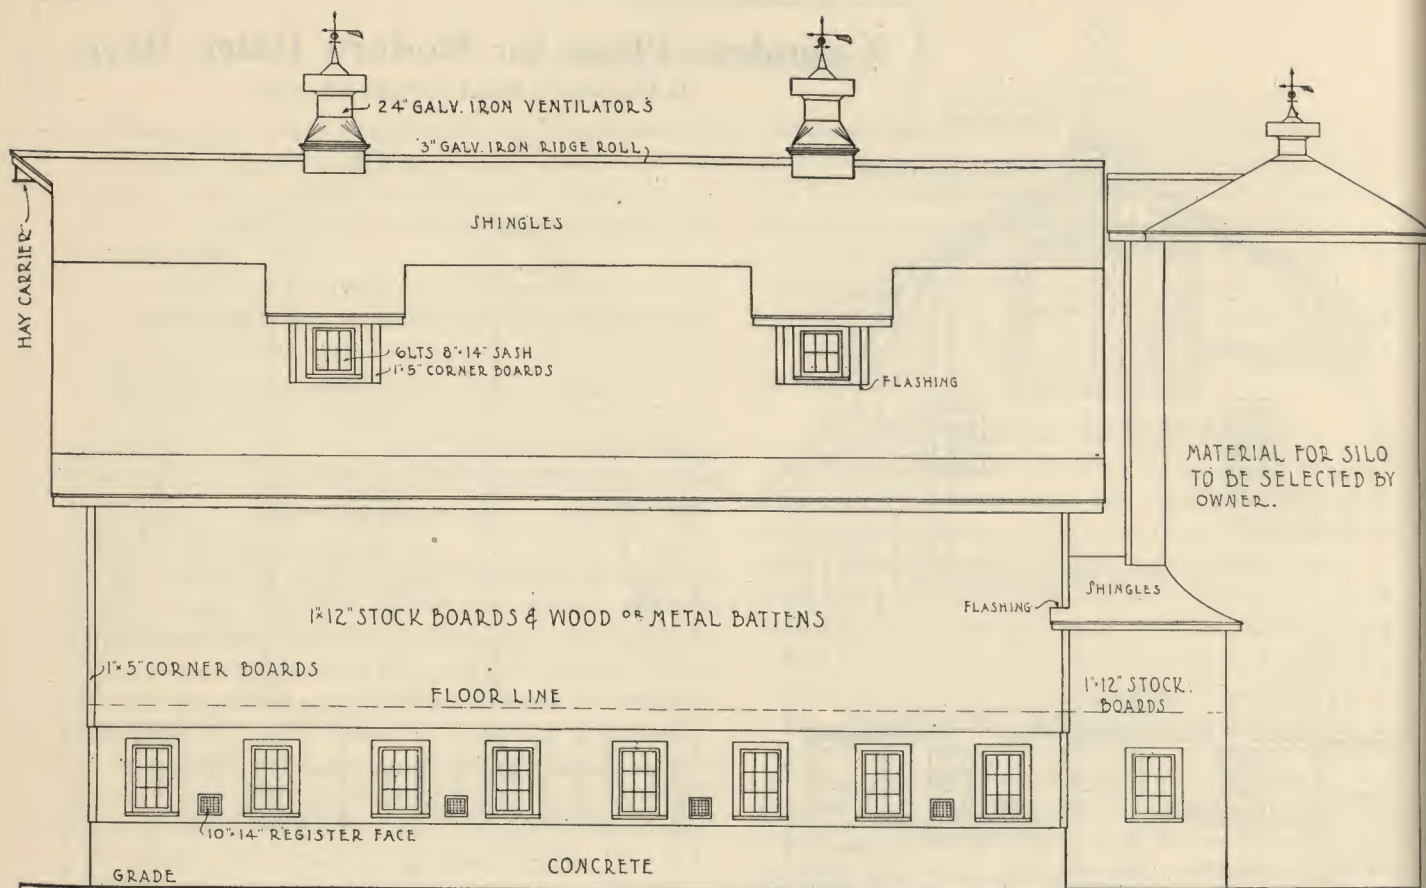 24" GALV. IRON VENTILATORS
3" GALV. IRON RIDGE ROLL
HAY CARRIER
SHINGLES
6LTS 8"×14" SASH
1"×5" CORNER BOARDS
FLASHING
MATERIAL FOR SILO
TO BE SELECTED BY
OWNER.
1"×12" STOCK BOARDS & WOOD OR METAL BATTENS
FLASHING
SHINGLES
1"×5" CORNER BOARDS
FLOOR LINE
1"×12" STOCK.
BOARDS
10"×14" REGISTER FACE
CONCRETE
GRADE